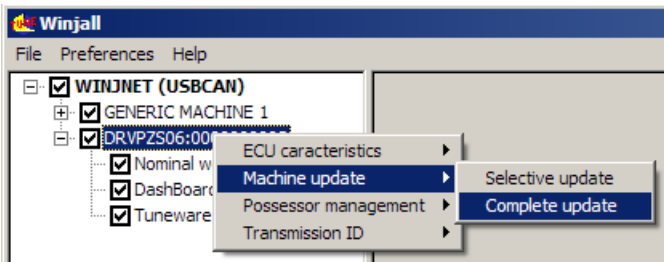 Winjall
File Preferences Help
WINJNET (USBCAN)
GENERIC MACHINE 1
DRVPZS06:00
ECU caracteristics
Nominal w
Machine update
Selective update
DashBoard
Possessor management
Complete update
Tuneware
Transmission ID